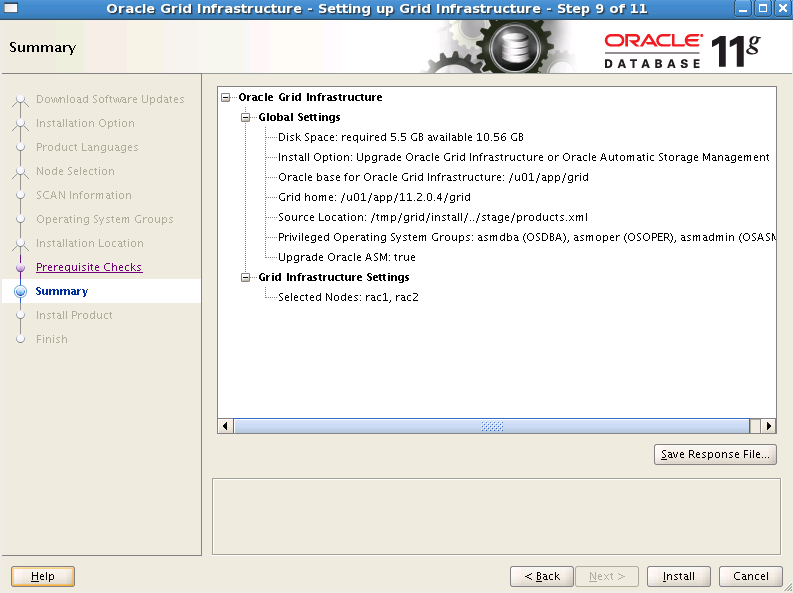 Oracle Grid Infrastructure - Setting up Grid Infrastructure - Step 9 of 11
Summary
ORACLE
DATABASE
11g
Download Software Updates
Installation Option
Product Languages
Node Selection
SCAN Information
Operating System Groups
Installation Location
Prerequisite Checks
Summary
Install Product
Finish
Oracle Grid Infrastructure
Global Settings
Disk Space: required 5.5 GB available 10.56 GB
Install Option: Upgrade Oracle Grid Infrastructure or Oracle Automatic Storage Management
Oracle base for Oracle Grid Infrastructure: /u01/app/grid
Grid home: /u01/app/11.2.0.4/grid
Source Location: /tmp/grid/install/../stage/products.xml
Privileged Operating System Groups: asmdba (OSDBA), asmoper (OSOPER), asmadmin (OSASM
Upgrade Oracle ASM: true
Grid Infrastructure Settings
Selected Nodes: rac1, rac2
Save Response File...
Help
< Back
Next >
Install
Cancel